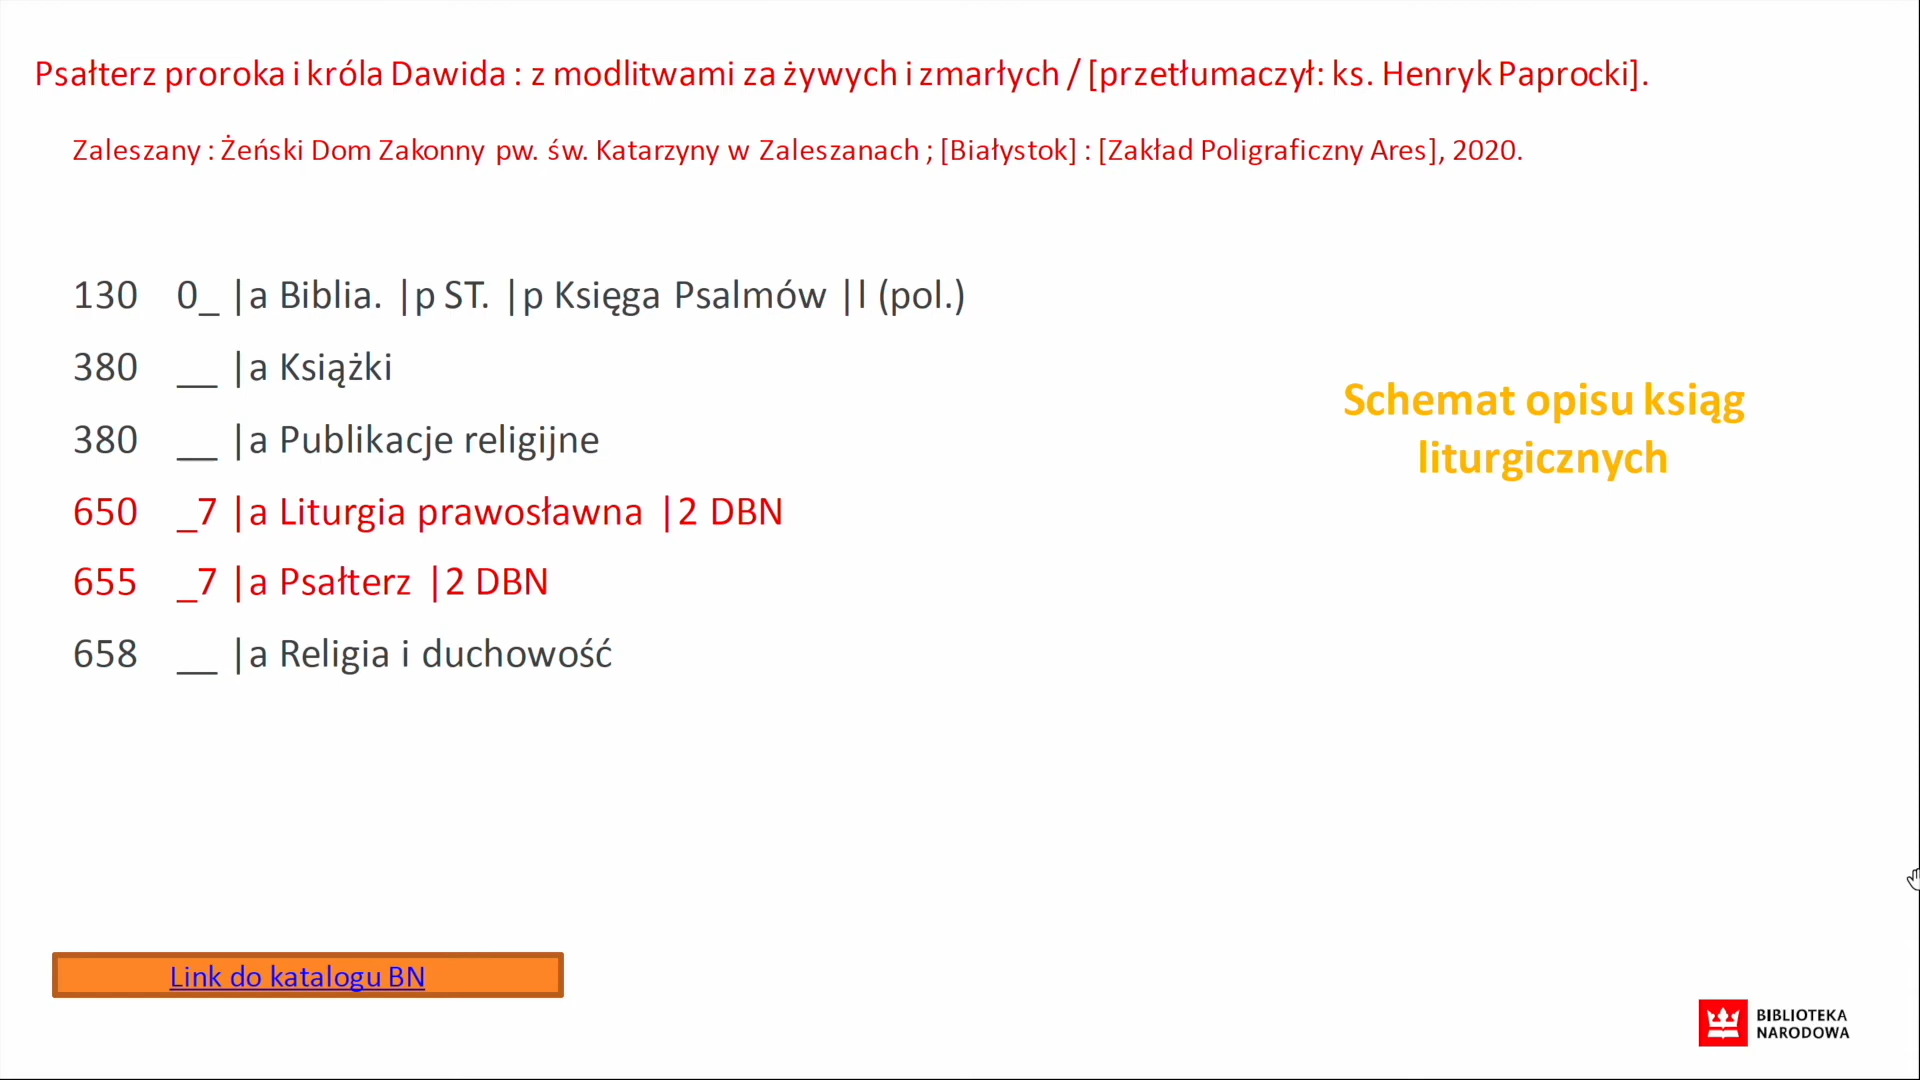 Psałterz proroka i króla Dawida : z modlitwami za żywych i zmarłych / [przetłumaczył: ks. Henryk Paprocki].
Zaleszany : Żeński Dom Zakonny pw. św. Katarzyny w Zaleszanach ; [Białystok] : [Zakład Poligraficzny Ares], 2020.
130 0_ |a Biblia. |p ST. |p Księga Psalmów |l (pol.)
380 __ |a Książki
380 __ |a Publikacje religijne
650 _7 |a Liturgia prawosławna |2 DBN
655 _7 |a Psałterz |2 DBN
658 __ |a Religia i duchowość
Schemat opisu ksiąg
liturgicznych
Link do katalogu BN
BIBLIOTEKA
NARODOWA